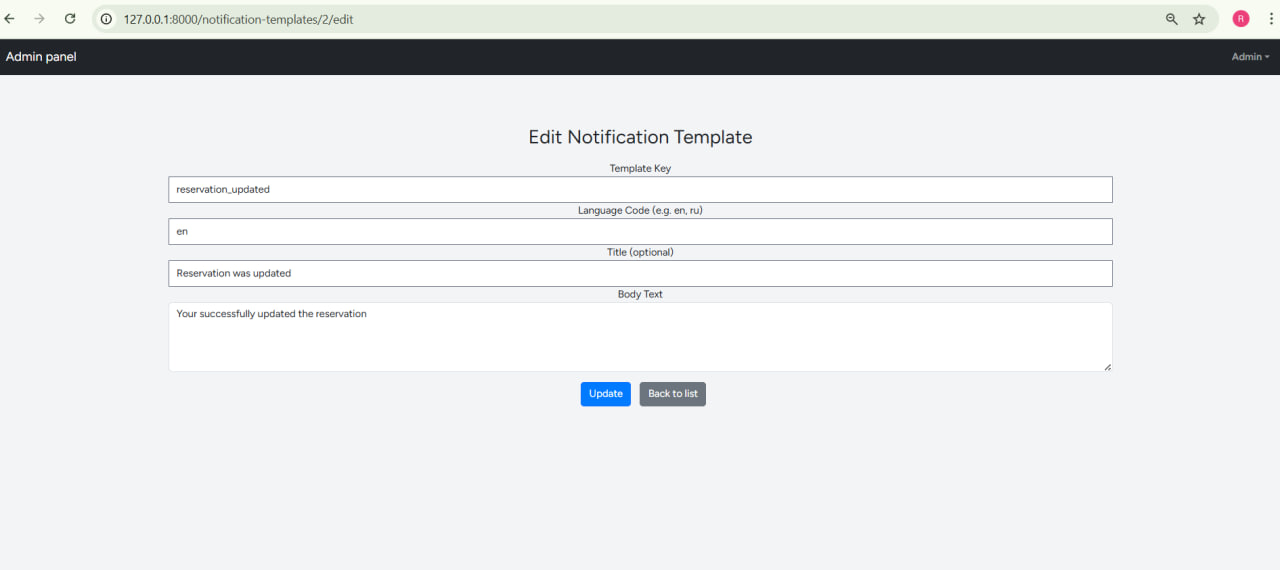 127.0.0.1:8000/notification-templates/2/edit
R
Admin panel
Admin
Edit Notification Template
Template Key
reservation_updated
Language Code (e.g. en, ru)
en
Title (optional)
Reservation was updated
Body Text
Your successfully updated the reservation
Update
Back to list